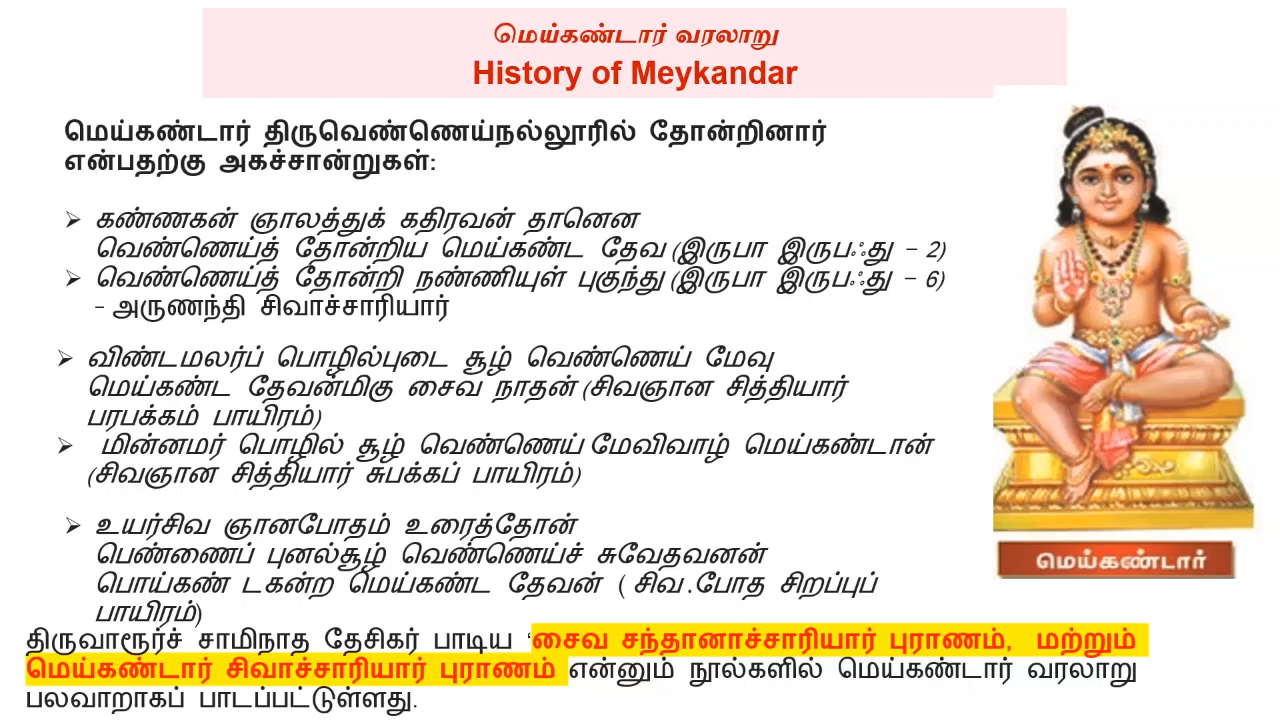 மெய்கண்டார் வரலாறு
History of Meykandar
மெய்கண்டார் திருவெண்ணெய்நல்லூரில் தோன்றினார்
என்பதற்கு அகச்சான்றுகள்:
➢ கண்ணகன் ஞாலத்துக் கதிரவன் தானென
வெண்ணெய்த் தோன்றிய மெய்கண்ட தேவ (இருபா இருபஃது – 2)
➢ வெண்ணெய்த் தோன்றி நண்ணியுள் புகுந்து (இருபா இருபஃது – 6)
– அருணந்தி சிவாச்சாரியார்
➢ விண்டமலர்ப் பொழில்புடை சூழ் வெண்ணெய் மேவு
மெய்கண்ட தேவன்மிகு சைவ நாதன் (சிவஞான சித்தியார்
பரபக்கம் பாயிரம்)
➢ மின்னமர் பொழில் சூழ் வெண்ணெய் மேவிவாழ் மெய்கண்டான்
(சிவஞான சித்தியார் சுபக்கப் பாயிரம்)
➢ உயர்சிவ ஞானபோதம் உரைத்தோன்
பெண்ணைப் புனல்சூழ் வெண்ணெய்ச் சுவேதவனன்
பொய்கண் டகன்ற மெய்கண்ட தேவன் ( சிவ .போத சிறப்புப்
பாயிரம்)
திருவாரூர்ச் சாமிநாத தேசிகர் பாடிய ‘சைவ சந்தானாச்சாரியார் புராணம், மற்றும்
மெய்கண்டார் சிவாச்சாரியார் புராணம் என்னும் நூல்களில் மெய்கண்டார் வரலாறு
பலவாறாகப் பாடப்பட்டுள்ளது.
மெய்கண்டார்